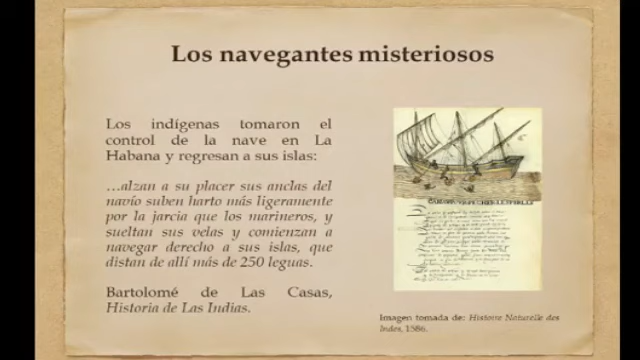 Los navegantes misteriosos
Los indígenas tomaron el
control de la nave en La
Habana y regresan a sus islas:
…alzan a su placer sus anclas del
navío suben harto más ligeramente
por la jarcia que los marineros, y
sueltan sus velas y comienzan a
navegar derecho a sus islas, que
distan de allí más de 250 leguas.
Bartolomé de Las Casas,
Historia de Las Indias.
Imagen tomada de: Histoire Naturelle des
Indes, 1586.